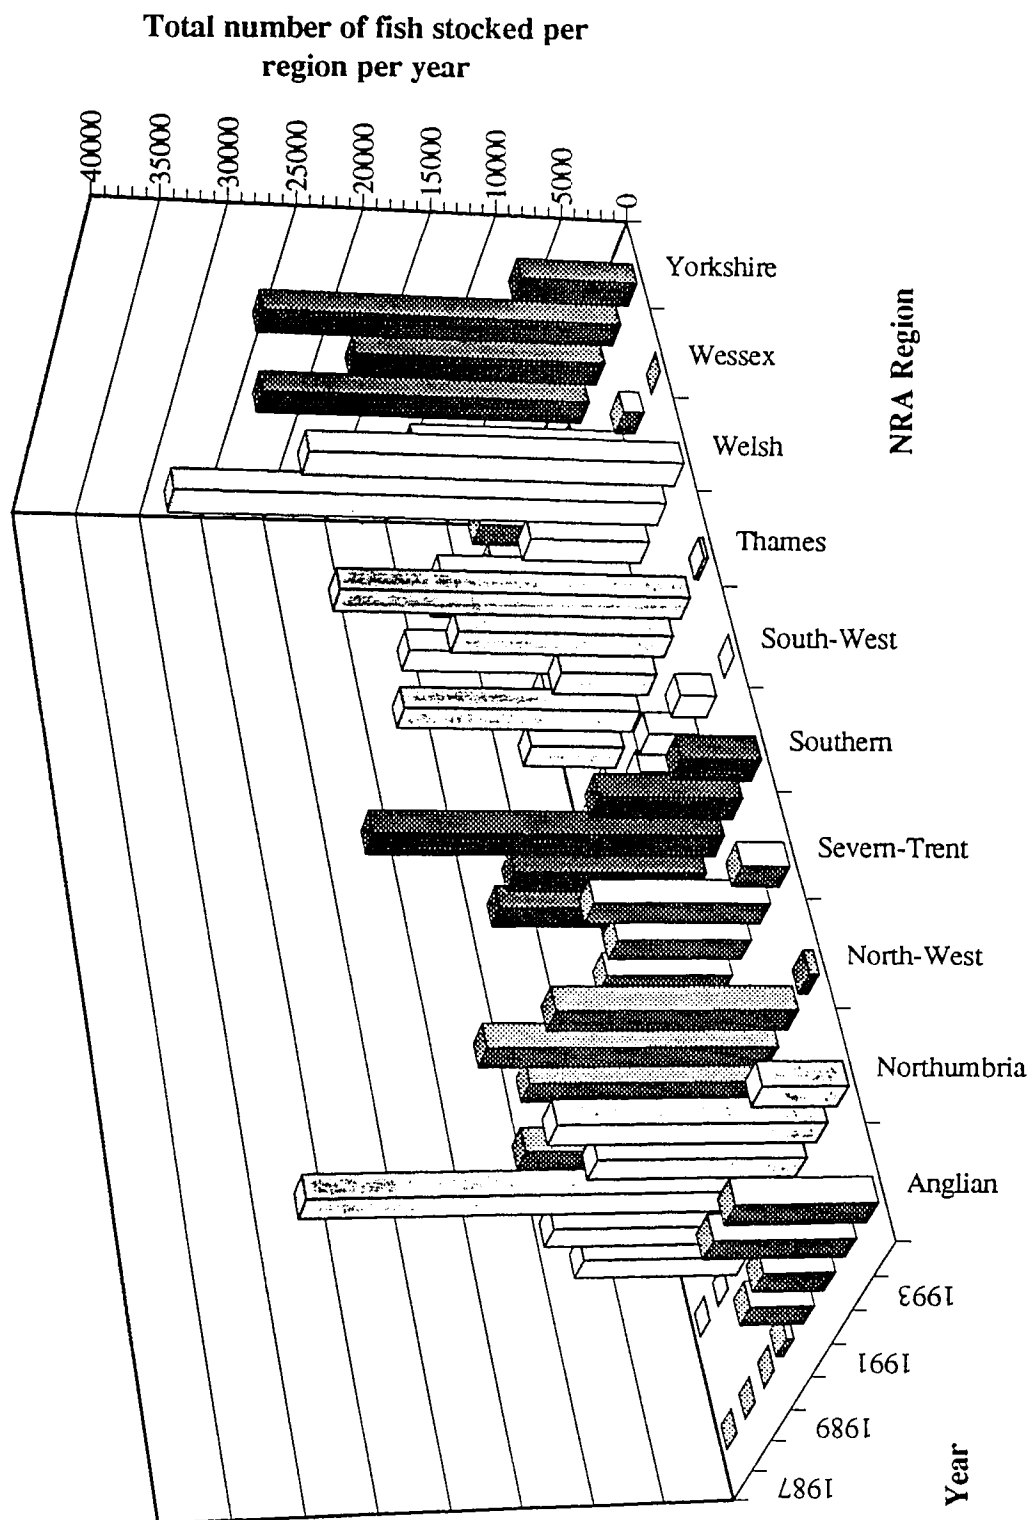 Total number of fish stocked per
region per year
40000
35000
30000
25000
20000
15000
10000
5000
0
Yorkshire
Wessex
Welsh
Thames
South-West
Southern
Severn-Trent
North-West
Northumbria
Anglian
NRA Region
1993
1991
1989
1987
Year